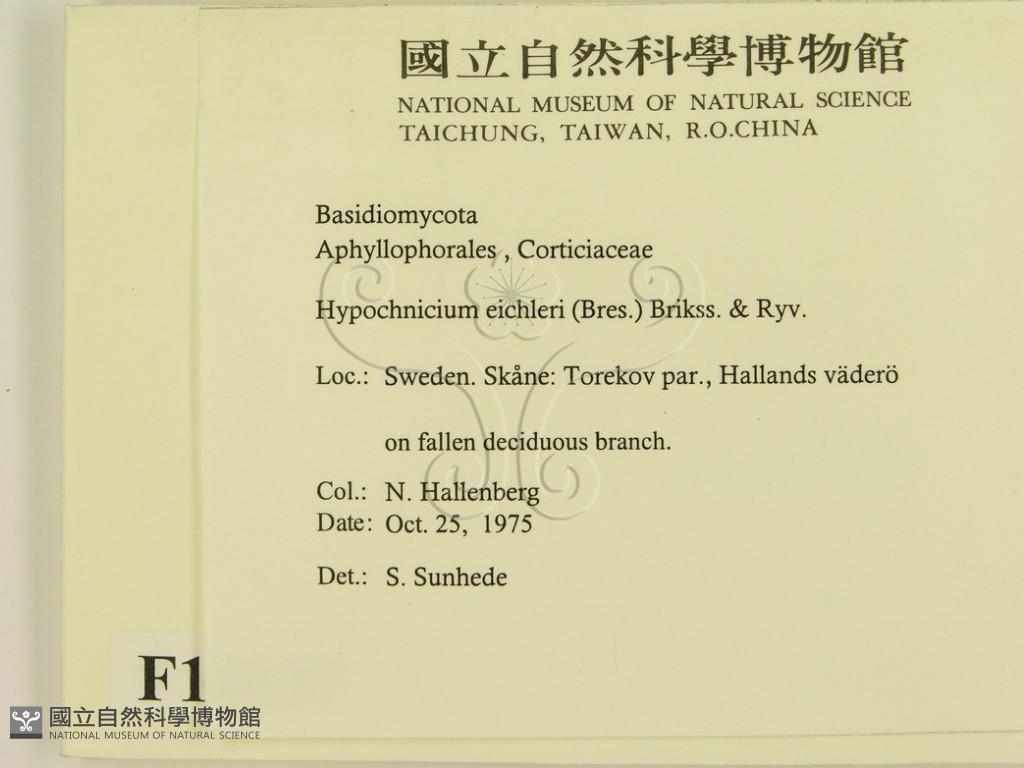 國立自然科學博物館
NATIONAL MUSEUM OF NATURAL SCIENCE
TAICHUNG, TAIWAN, R.O.CHINA
Basidiomycota
Aphyllophorales , Corticiaceae
Hypochnicium eichleri (Bres.) Brikss. & Ryv.
Loc.: Sweden. Skåne: Torekov par., Hallands väderö
on fallen deciduous branch.
Col.: N. Hallenberg
Date: Oct. 25, 1975
Det.: S. Sunhede
F1
國立自然科學博物館
NATIONAL MUSEUM OF NATURAL SCIENCE